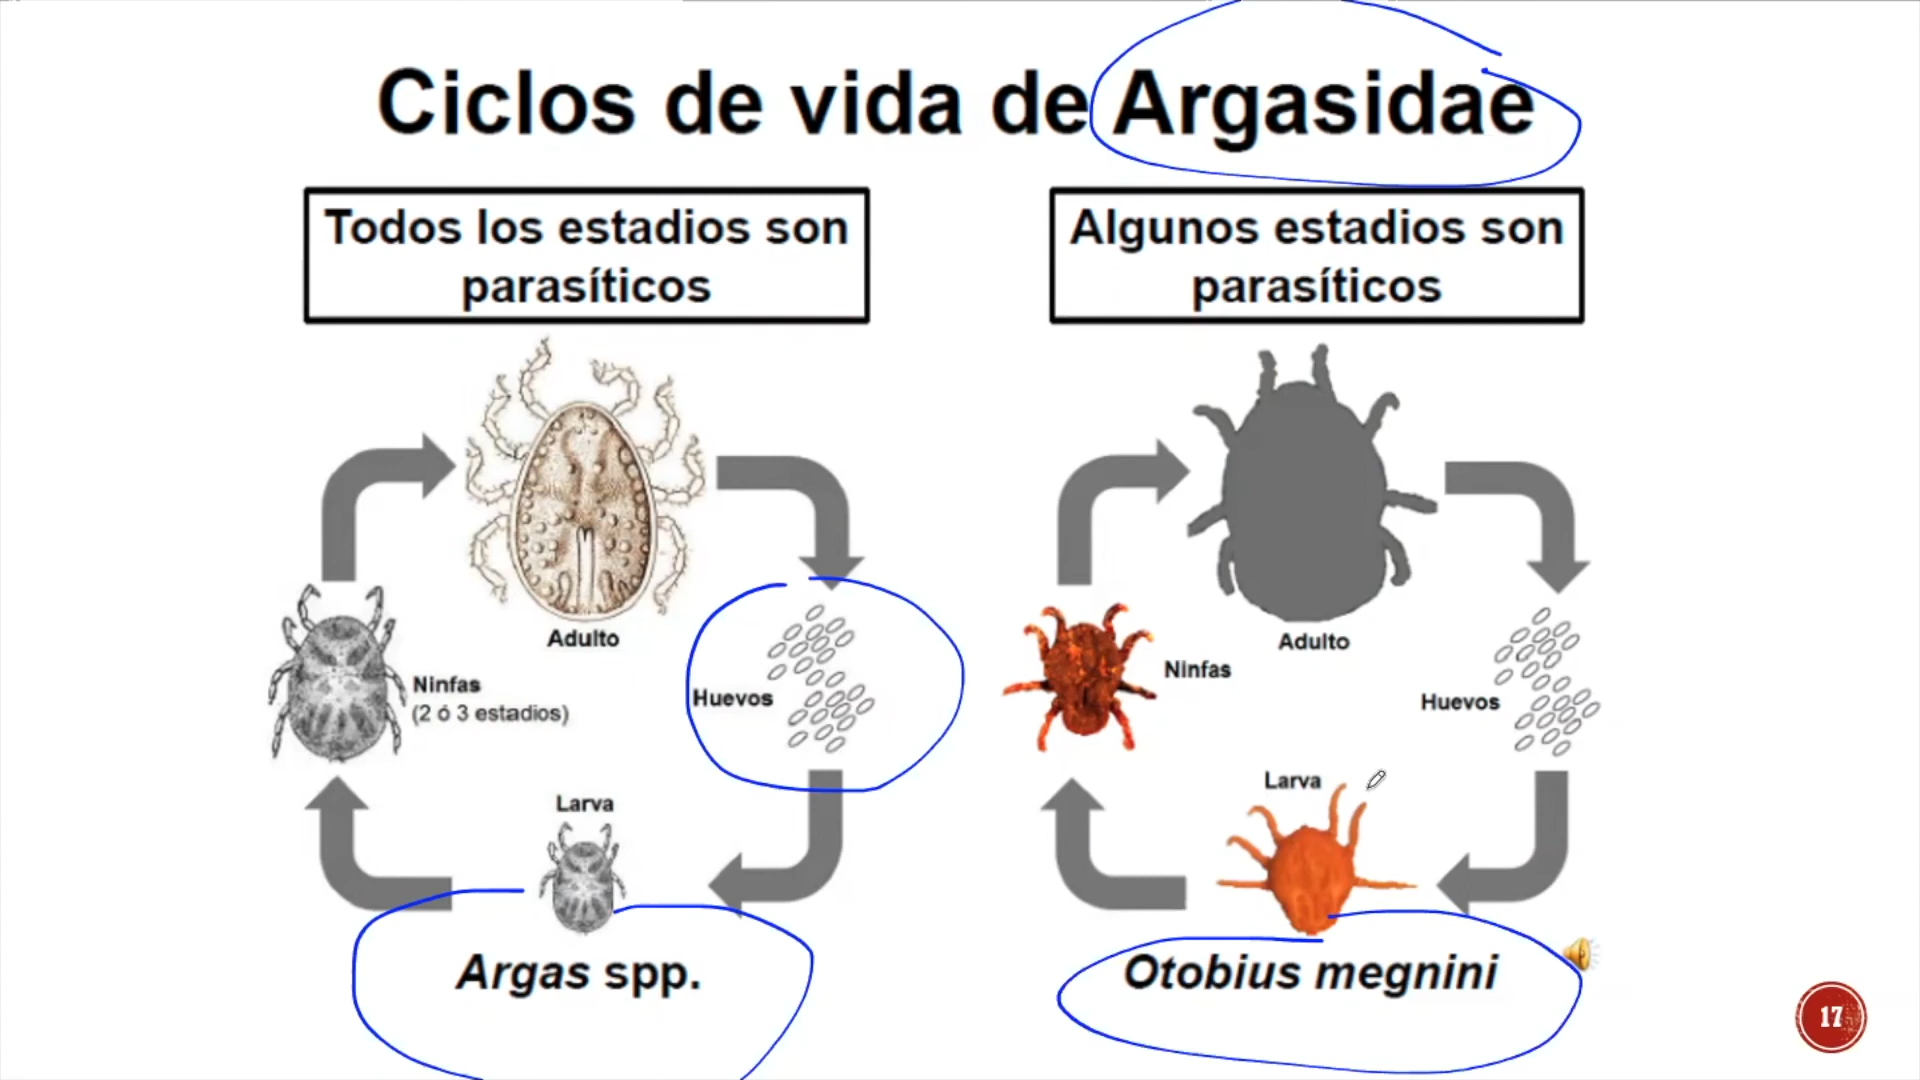 Ciclos de vida de Argasidae
Todos los estadios son
parasíticos
Adulto
Ninfas
(2 ó 3 estadios)
Huevos
Larva
Argas spp.
Algunos estadios son
parasíticos
Adulto
Ninfas
Huevos
Larva
Otobius megnini
17